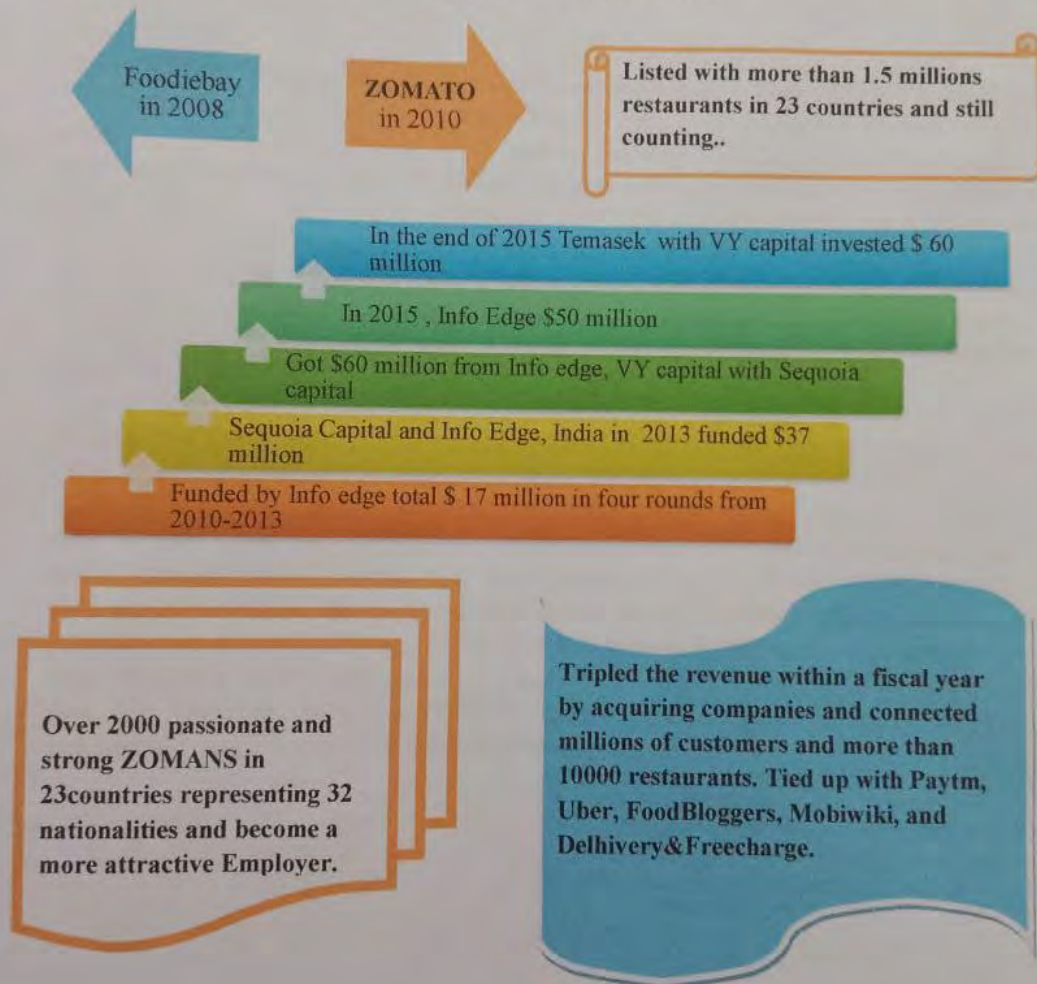 Foodiebay
in 2008
ZOMATO
in 2010
Listed with more than 1.5 millions
restaurants in 23 countries and still
counting..
In the end of 2015 Temasek with VY capital invested $ 60
million
In 2015 , Info Edge $50 million
Got $60 million from Info edge, VY capital with Sequoia
capital
Sequoia Capital and Info Edge, India in 2013 funded $37
million
Funded by Info edge total $ 17 million in four rounds from
2010-2013
Over 2000 passionate and
strong ZOMANS in
23countries representing 32
nationalities and become a
more attractive Employer.
Tripled the revenue within a fiscal year
by acquiring companies and connected
millions of customers and more than
10000 restaurants. Tied up with Paytm,
Uber, FoodBloggers, Mobiwiki, and
Delhivery&Freecharge.